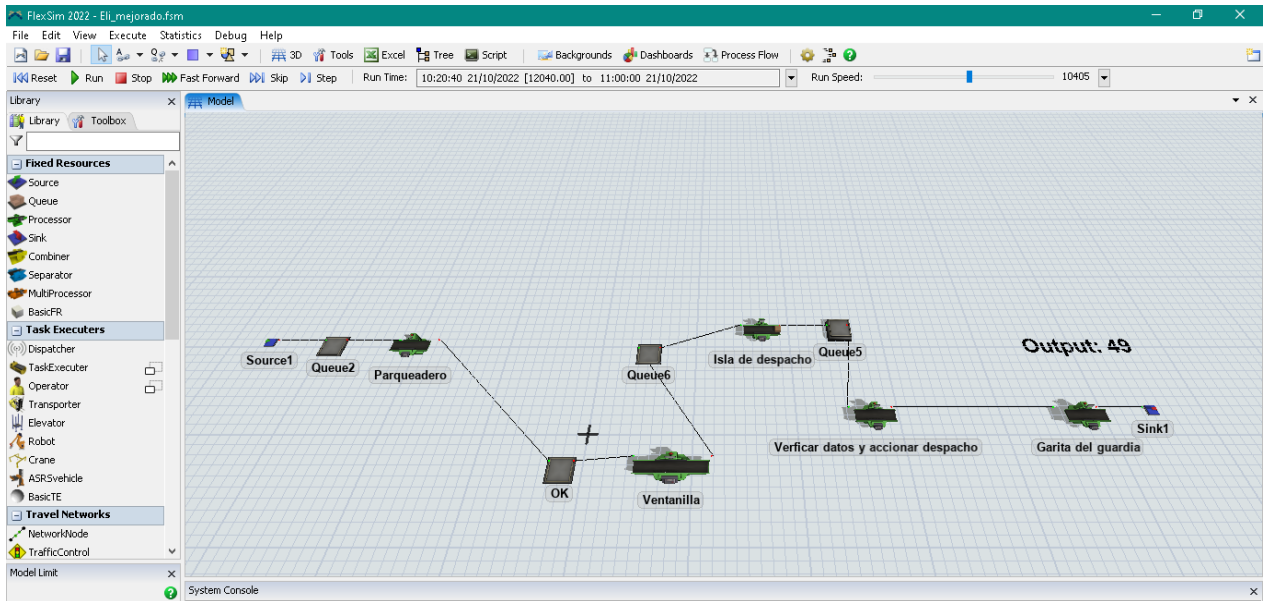 FlexSim 2022 - Eli_mejorado.fsm
File Edit View Execute Statistics Debug Help
3D Tools Excel Tree Script Backgrounds Dashboards Process Flow
Reset Run Stop Fast Forward Skip Step Run Time: 10:20:40 21/10/2022 [12040.00] to 11:00:00 21/10/2022 Run Speed: 10405
Library
Model
Library Toolbox
Fixed Resources
Source
Queue
Processor
Sink
Combiner
Separator
MultiProcessor
BasicFR
Task Executers
Dispatcher
TaskExecuter
Operator
Transporter
Elevator
Robot
Crane
ASRSvehicle
BasicTE
Travel Networks
NetworkNode
TrafficControl
Model Limit
Source1
Queue2
Parqueadero
OK
Ventanilla
Queue6
Isla de despacho
Queue5
Output: 49
Verficar datos y accionar despacho
Garita del guardia
Sink1
System Console